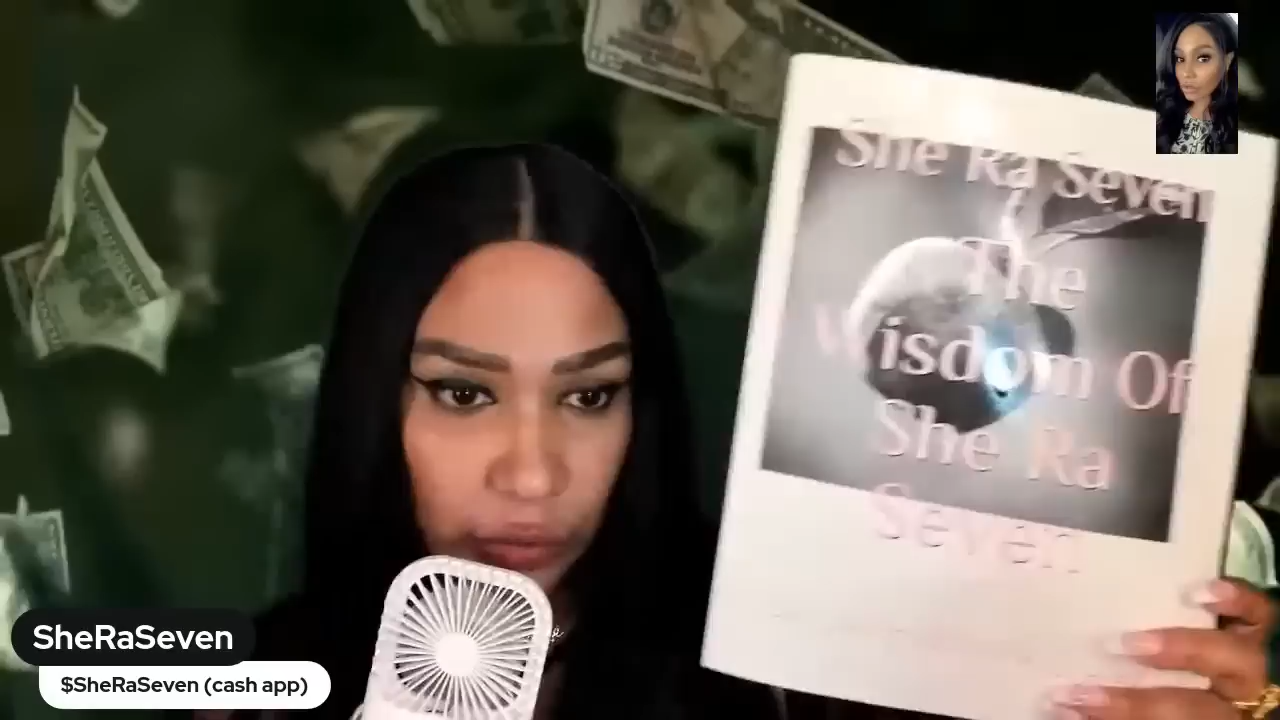 She Ra Seven
The
Wisdom Of
She Ra
Seven
SheRaSeven
$SheRaSeven (cash app)